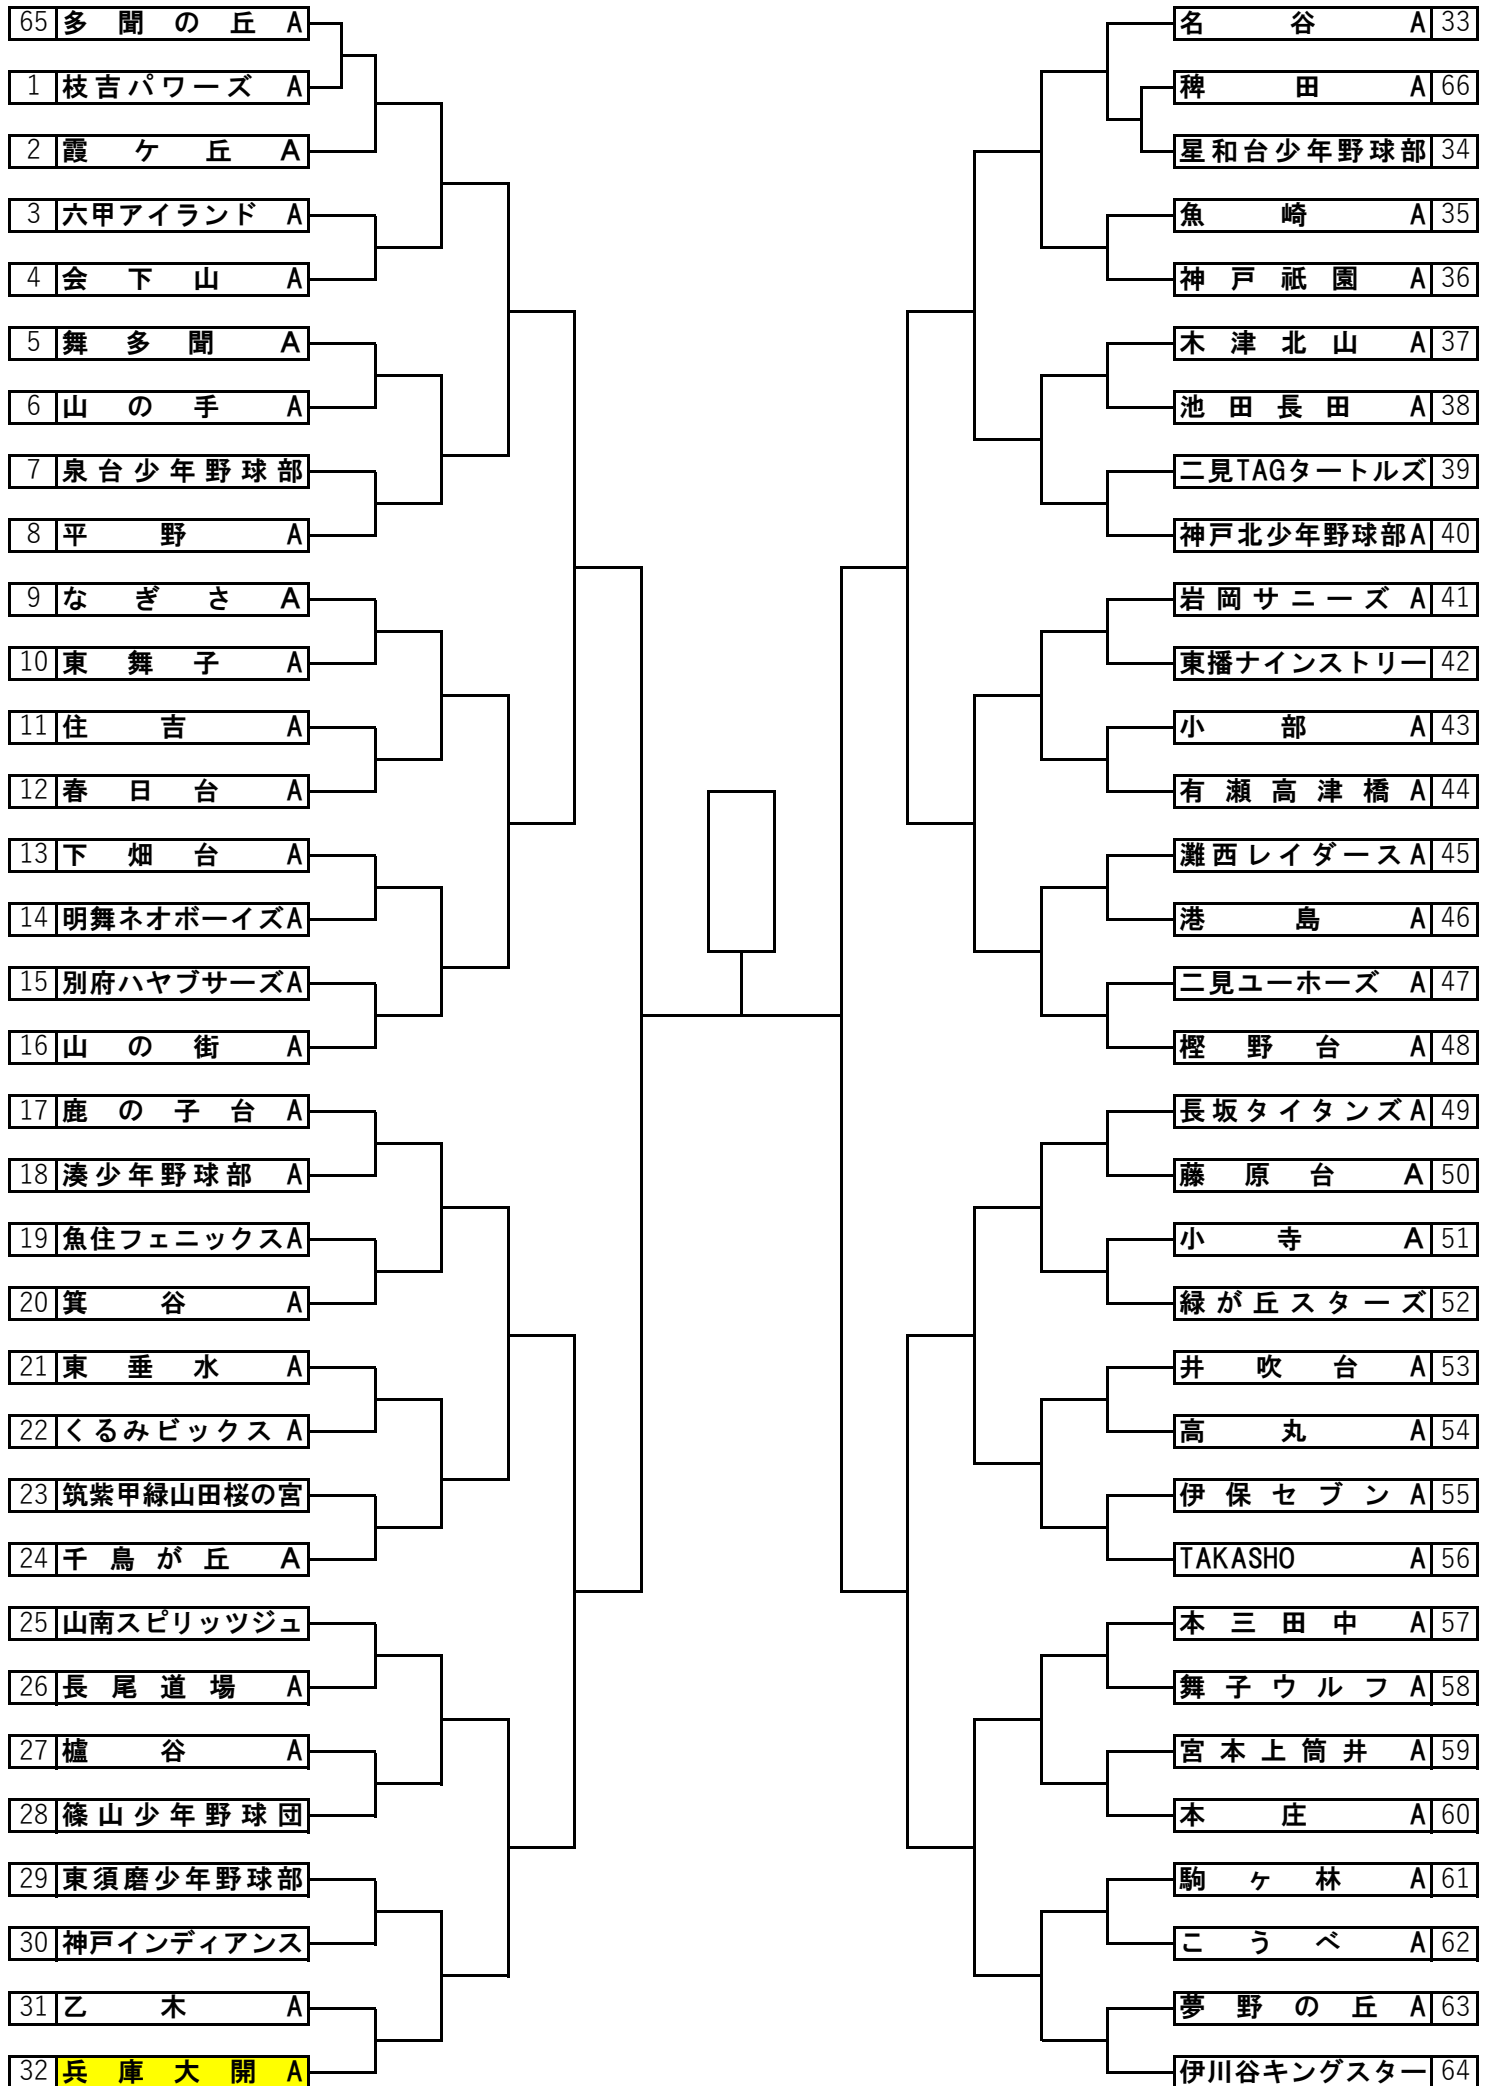 65 多聞の丘 A
1 枝吉パワーズ A
2 霞ケ丘 A
3 六甲アイランド A
4 会下山 A
5 舞多聞 A
6 山の手 A
7 泉台少年野球部
8 平野 A
9 なぎさ A
10 東舞子 A
11 住吉 A
12 春日台 A
13 下畑台 A
14 明舞ネオボーイズA
15 別府ハヤブサーズA
16 山の街 A
17 鹿の子台 A
18 湊少年野球部 A
19 魚住フェニックスA
20 箕谷 A
21 東垂水 A
22 くるみビックス A
23 筑紫甲緑山田桜の宮
24 千鳥が丘 A
25 山南スピリッツジュ
26 長尾道場 A
27 櫨谷 A
28 篠山少年野球団
29 東須磨少年野球部
30 神戸インディアンス
31 乙木 A
32 兵庫大開 A
名谷 A 33
稗田 A 66
星和台少年野球部 34
魚崎 A 35
神戸祇園 A 36
木津北山 A 37
池田長田 A 38
二見TAGタートルズ 39
神戸北少年野球部A 40
岩岡サニーズ A 41
東播ナインストリー 42
小部 A 43
有瀬高津橋 A 44
灘西レイダースA 45
港島 A 46
二見ユーホーズ A 47
樫野台 A 48
長坂タイタンズA 49
藤原台 A 50
小寺 A 51
緑が丘スターズ 52
井吹台 A 53
高丸 A 54
伊保セブン A 55
TAKASHO A 56
本三田中 A 57
舞子ウルフ A 58
宮本上筒井 A 59
本庄 A 60
駒ヶ林 A 61
こうべ A 62
夢野の丘 A 63
伊川谷キングスター 64